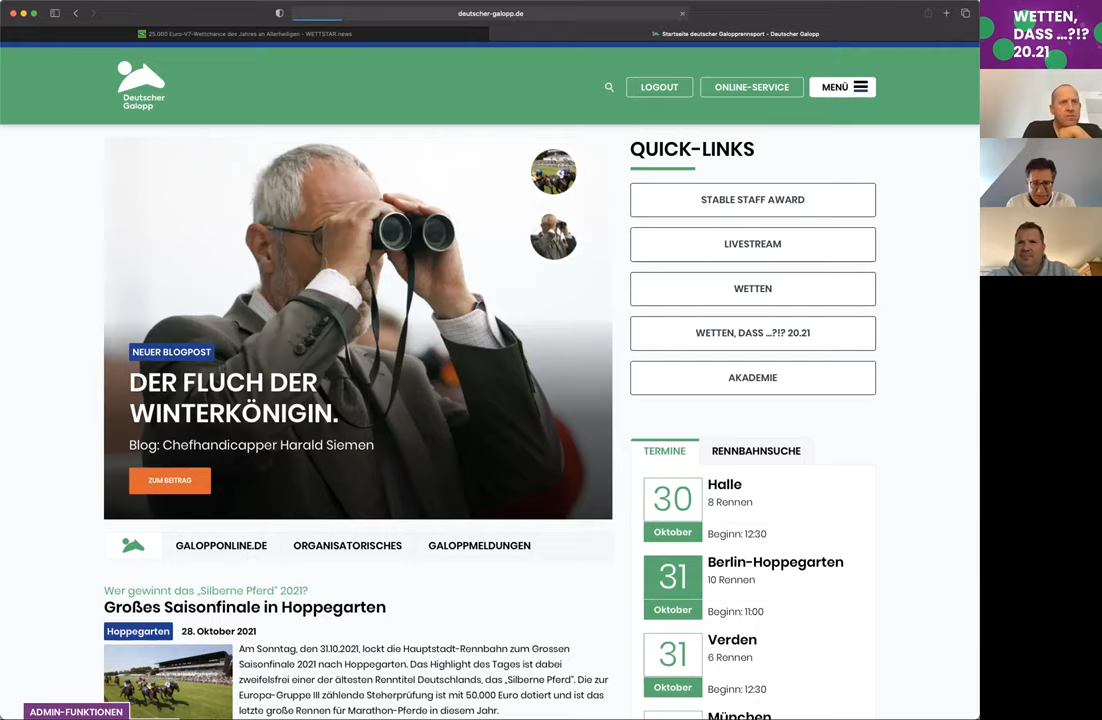 deutscher-galopp.de
25.000 Euro-V7-Wettchance des Jahres an Allerheiligen - WETTSTAR.news
Startseite deutscher Galopprennsport - Deutscher Galopp
Deutscher
Galopp
LOGOUT
ONLINE-SERVICE
MENÜ
WETTEN,
DASS ...?!?
20.21
NEUER BLOGPOST
DER FLUCH DER
WINTERKÖNIGIN.
Blog: Chefhandicapper Harald Siemen
ZUM BEITRAG
QUICK-LINKS
STABLE STAFF AWARD
LIVESTREAM
WETTEN
WETTEN, DASS ...?!? 20.21
AKADEMIE
TERMINE
RENNBAHNSUCHE
30
Oktober
Halle
8 Rennen
Beginn: 12:30
31
Oktober
Berlin-Hoppegarten
10 Rennen
Beginn: 11:00
31
Oktober
Verden
6 Rennen
Beginn: 12:30
München
GALOPPONLINE.DE
ORGANISATORISCHES
GALOPPMELDUNGEN
Wer gewinnt das „Silberne Pferd" 2021?
Großes Saisonfinale in Hoppegarten
Hoppegarten
28. Oktober 2021
Am Sonntag, den 31.10.2021, lockt die Hauptstadt-Rennbahn zum Grossen
Saisonfinale 2021 nach Hoppegarten. Das Highlight des Tages ist dabei
zweifelsfrei einer der ältesten Renntitel Deutschlands, das „Silberne Pferd". Die zur
Europa-Gruppe III zählende Steherprüfung ist mit 50.000 Euro dotiert und ist das
letzte große Rennen für Marathon-Pferde in diesem Jahr.
ADMIN-FUNKTIONEN